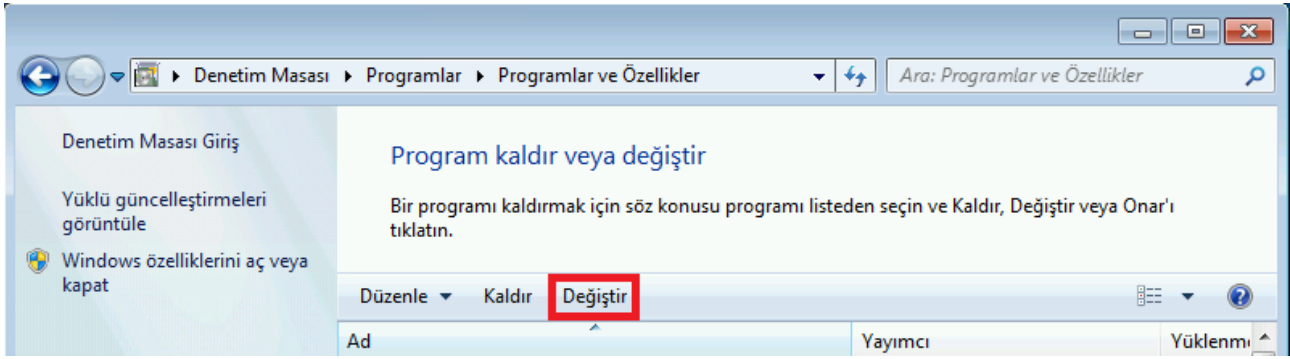 Denetim Masası Programlar Programlar ve Özellikler Ara: Programlar ve Özellikler
Denetim Masası Giriş
Yüklü güncelleştirmeleri
görüntüle
Windows özelliklerini aç veya
kapat
Program kaldır veya değiştir
Bir programı kaldırmak için söz konusu programı listeden seçin ve Kaldır, Değiştir veya Onar'ı
tıklatın.
Düzenle Kaldır Değiştir
Ad Yayımcı